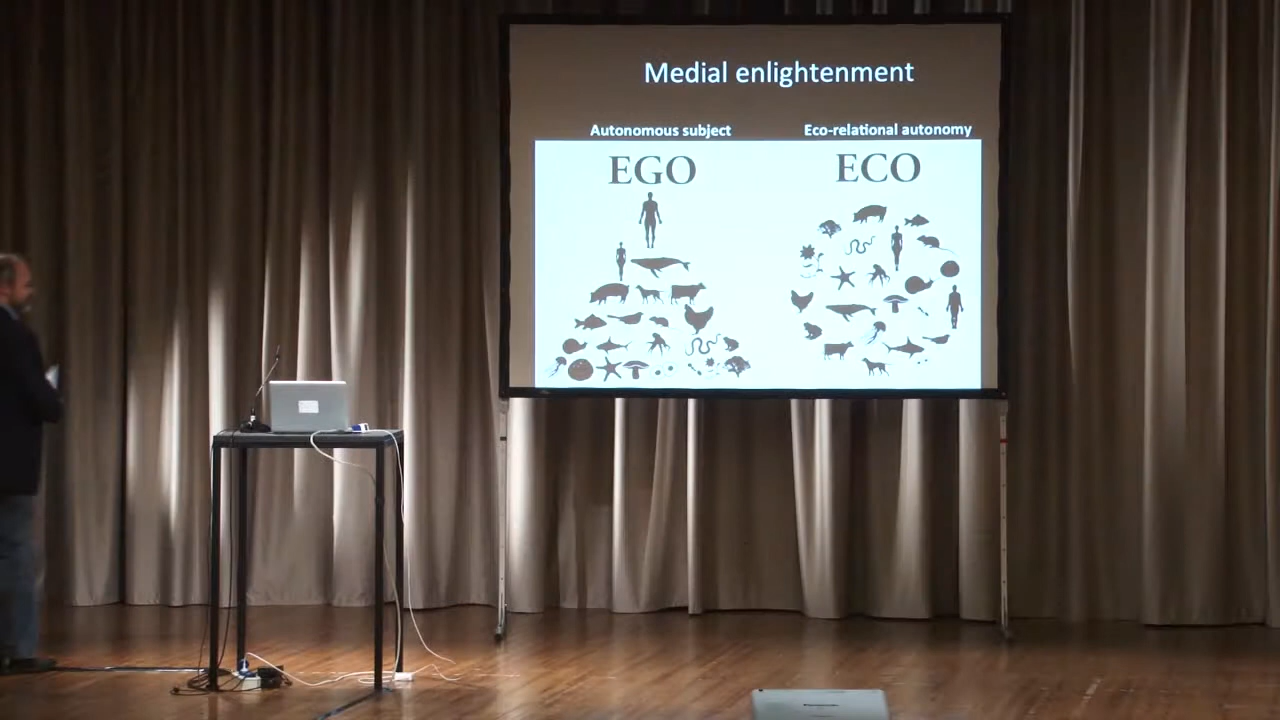 Medial enlightenment
Autonomous subject
Eco-relational autonomy
EGO
ECO